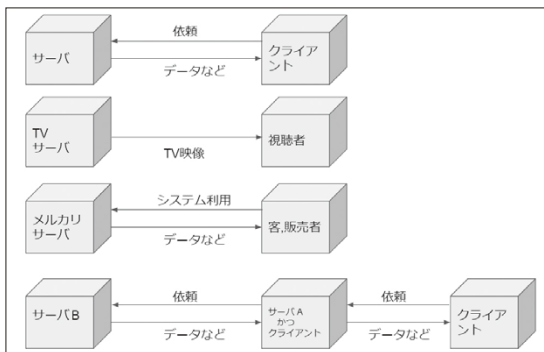 依頼
サーバ
クライア
ント
データなど
TV
サーバ
視聴者
TV映像
システム利用
メルカリ
サーバ
客,販売者
データなど
依頼
依頼
サーバB
サーバA
かつ
クライアント
クライア
ント
データなど
データなど